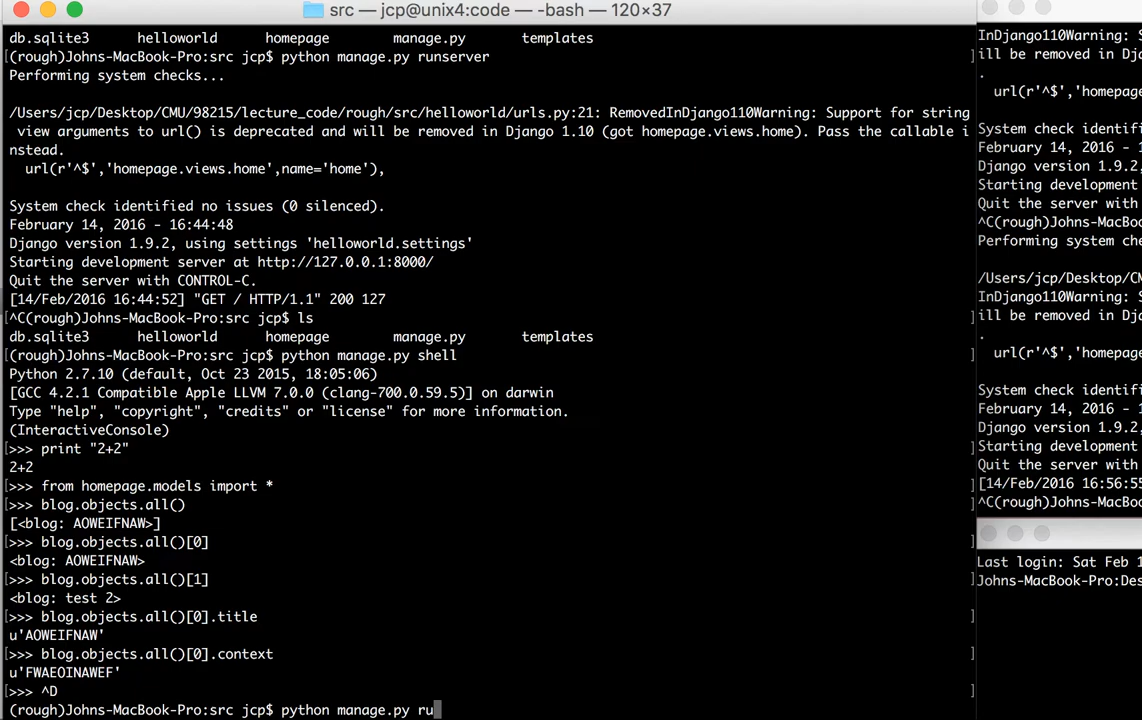 src — jcp@unix4:code — -bash — 120×37
db.sqlite3 helloworld homepage manage.py templates
[(rough)Johns-MacBook-Pro:src jcp$ python manage.py runserver ]
Performing system checks...
/Users/jcp/Desktop/CMU/98215/lecture_code/rough/src/helloworld/urls.py:21: RemovedInDjango110Warning: Support for string
view arguments to url() is deprecated and will be removed in Django 1.10 (got homepage.views.home). Pass the callable i
nstead.
url(r'^$','homepage.views.home',name='home'),
System check identified no issues (0 silenced).
February 14, 2016 - 16:44:48
Django version 1.9.2, using settings 'helloworld.settings'
Starting development server at http://127.0.0.1:8000/
Quit the server with CONTROL-C.
[14/Feb/2016 16:44:52] "GET / HTTP/1.1" 200 127
[^C(rough)Johns-MacBook-Pro:src jcp$ ls ]
db.sqlite3 helloworld homepage manage.py templates
[(rough)Johns-MacBook-Pro:src jcp$ python manage.py shell ]
Python 2.7.10 (default, Oct 23 2015, 18:05:06)
[GCC 4.2.1 Compatible Apple LLVM 7.0.0 (clang-700.0.59.5)] on darwin
Type "help", "copyright", "credits" or "license" for more information.
(InteractiveConsole)
[>>> print "2+2" ]
2+2
[>>> from homepage.models import * ]
[>>> blog.objects.all() ]
[<blog: AOWEIFNAW>]
[>>> blog.objects.all()[0] ]
<blog: AOWEIFNAW>
[>>> blog.objects.all()[1] ]
<blog: test 2>
[>>> blog.objects.all()[0].title ]
u'AOWEIFNAW'
[>>> blog.objects.all()[0].context ]
u'FWAEOINAWEF'
[>>> ^D ]
(rough)Johns-MacBook-Pro:src jcp$ python manage.py ru
InDjango110Warning: S
ill be removed in Dja
.
url(r'^$','homepage
System check identifi
February 14, 2016 - 1
Django version 1.9.2,
Starting development
Quit the server with
^C(rough)Johns-MacBoo
Performing system che
/Users/jcp/Desktop/CM
InDjango110Warning: S
ill be removed in Dja
.
url(r'^$','homepage
System check identifi
February 14, 2016 - 1
Django version 1.9.2,
Starting development
Quit the server with
[14/Feb/2016 16:56:55
^C(rough)Johns-MacBoo
Last login: Sat Feb 1
Johns-MacBook-Pro:Des